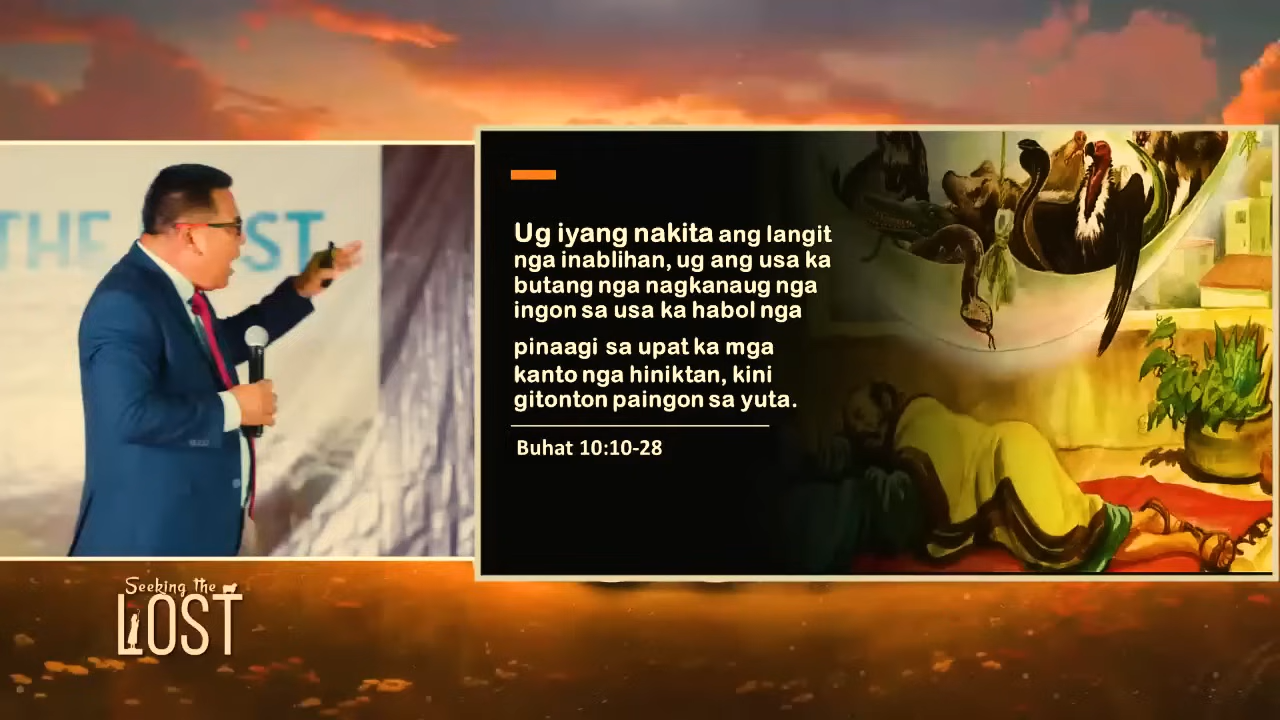 THE ST
Ug iyang nakita ang langit
nga inablihan, ug ang usa ka
butang nga nagkanaug nga
ingon sa usa ka habol nga
pinaagi sa upat ka mga
kanto nga hiniktan, kini
gitonton paingon sa yuta.
Buhat 10:10-28
Seeking the
LOST